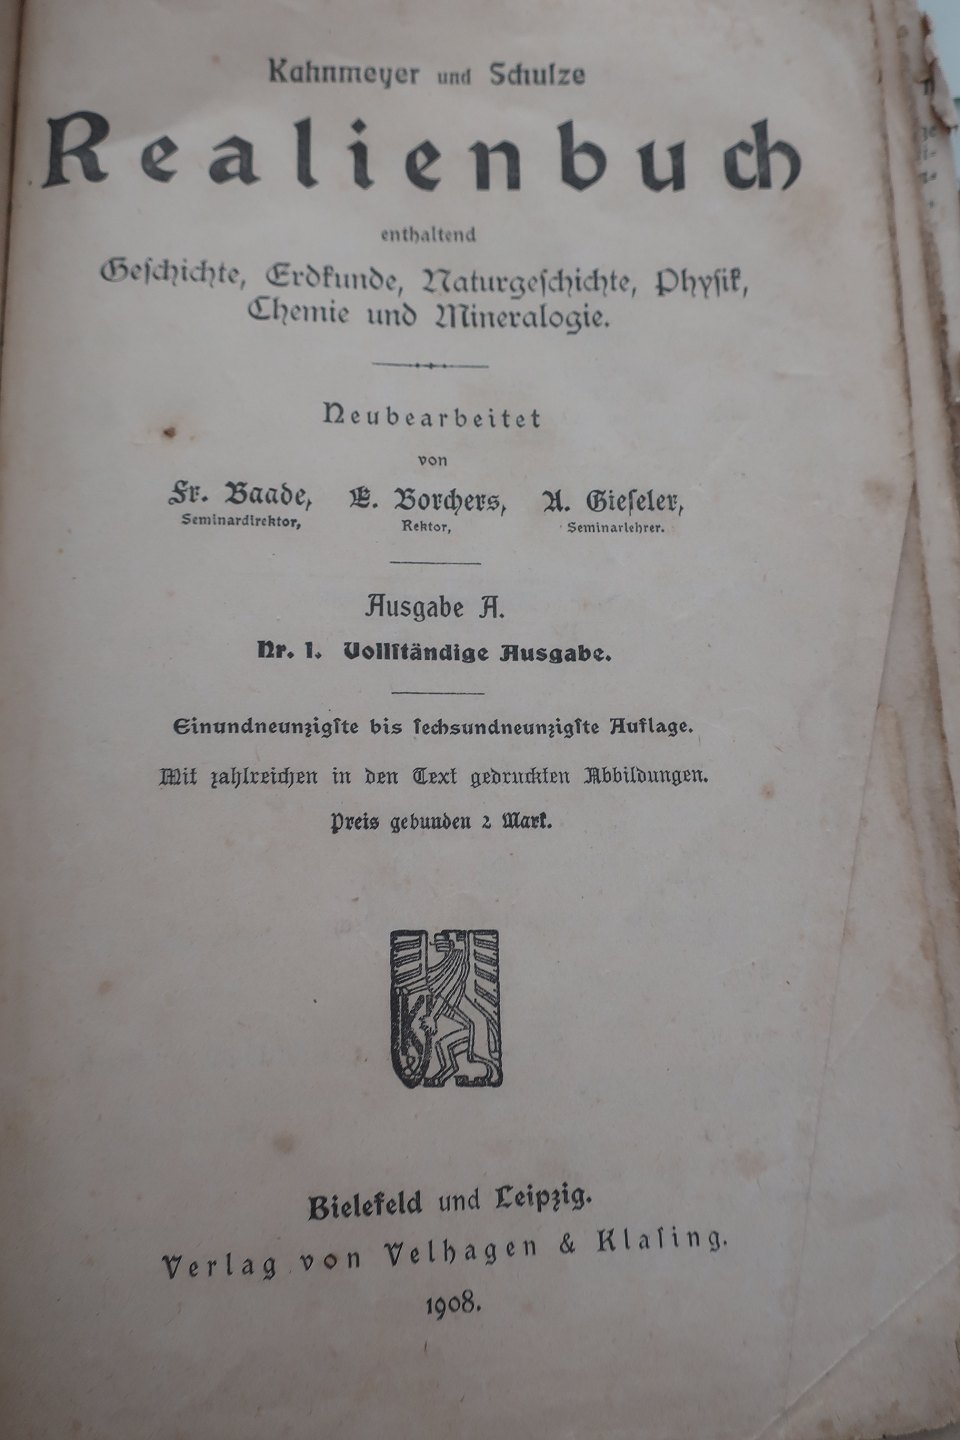 Kahnmeyer und Schulze
Realienbuch
enthaltend
Geſchichte, Erdkunde, Naturgeſchichte, Phyſik,
Chemie und Mineralogie.
Neubearbeitet
von
Fr. Baade, E. Borchers, A. Gieſeler,
Seminardirektor, Rektor, Seminarlehrer.
Ausgabe A.
Nr. 1. Vollſtändige Ausgabe.
Einundneunzigſte bis ſechsundneunzigſte Auflage.
Mit zahlreichen in den Text gedruckten Abbildungen.
Preis gebunden 2 Mark.
Bielefeld und Leipzig.
Verlag von Velhagen & Klaſing.
1908.